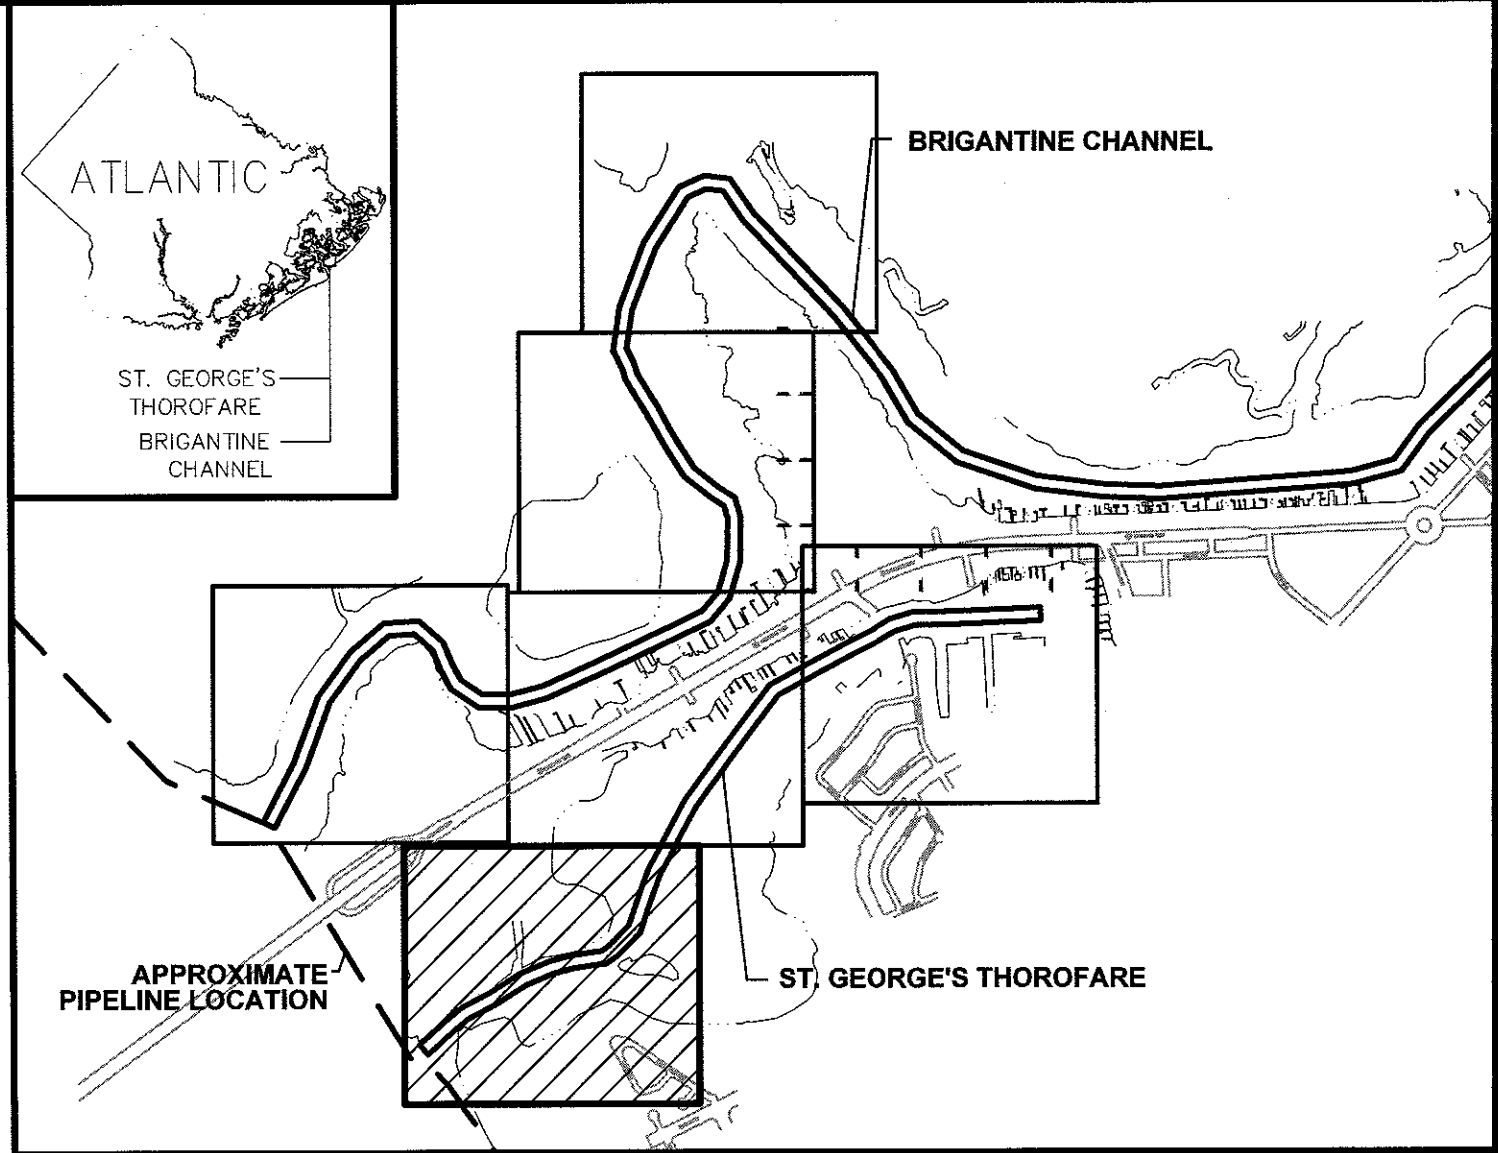 ATLANTIC
ST. GEORGE'S
THOROFARE
BRIGANTINE
CHANNEL
BRIGANTINE CHANNEL
APPROXIMATE
PIPELINE LOCATION
ST. GEORGE'S THOROFARE